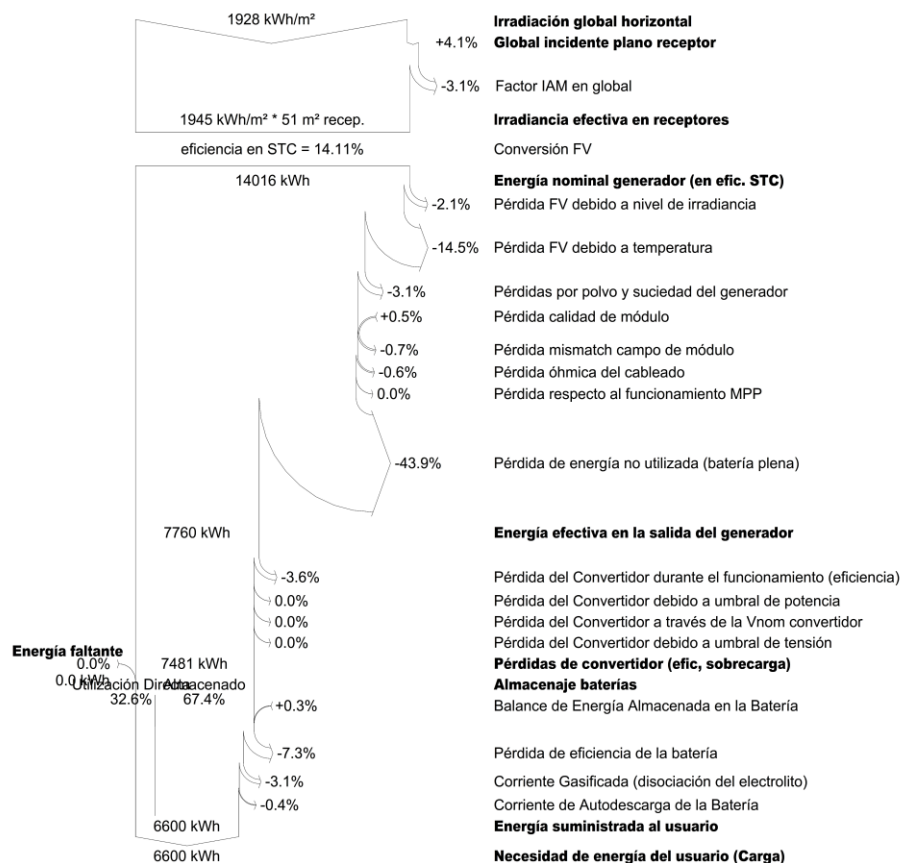 1928 kWh/m² Irradiación global horizontal
+4.1% Global incidente plano receptor
-3.1% Factor IAM en global
1945 kWh/m² * 51 m² recep. Irradiancia efectiva en receptores
eficiencia en STC = 14.11% Conversión FV
14016 kWh Energía nominal generador (en efic. STC)
-2.1% Pérdida FV debido a nivel de irradiancia
-14.5% Pérdida FV debido a temperatura
-3.1% Pérdidas por polvo y suciedad del generador
+0.5% Pérdida calidad de módulo
-0.7% Pérdida mismatch campo de módulo
-0.6% Pérdida óhmica del cableado
0.0% Pérdida respecto al funcionamiento MPP
-43.9% Pérdida de energía no utilizada (batería plena)
7760 kWh Energía efectiva en la salida del generador
-3.6% Pérdida del Convertidor durante el funcionamiento (eficiencia)
0.0% Pérdida del Convertidor debido a umbral de potencia
0.0% Pérdida del Convertidor a través de la Vnom convertidor
0.0% Pérdida del Convertidor debido a umbral de tensión
Energía faltante
0.0% 7481 kWh Pérdidas de convertidor (efic, sobrecarga)
0.0 kWh Utilización Directa Almacenado Almacenaje baterías
32.6% 67.4% +0.3% Balance de Energía Almacenada en la Batería
-7.3% Pérdida de eficiencia de la batería
-3.1% Corriente Gasificada (disociación del electrolito)
-0.4% Corriente de Autodescarga de la Batería
6600 kWh Energía suministrada al usuario
6600 kWh Necesidad de energía del usuario (Carga)